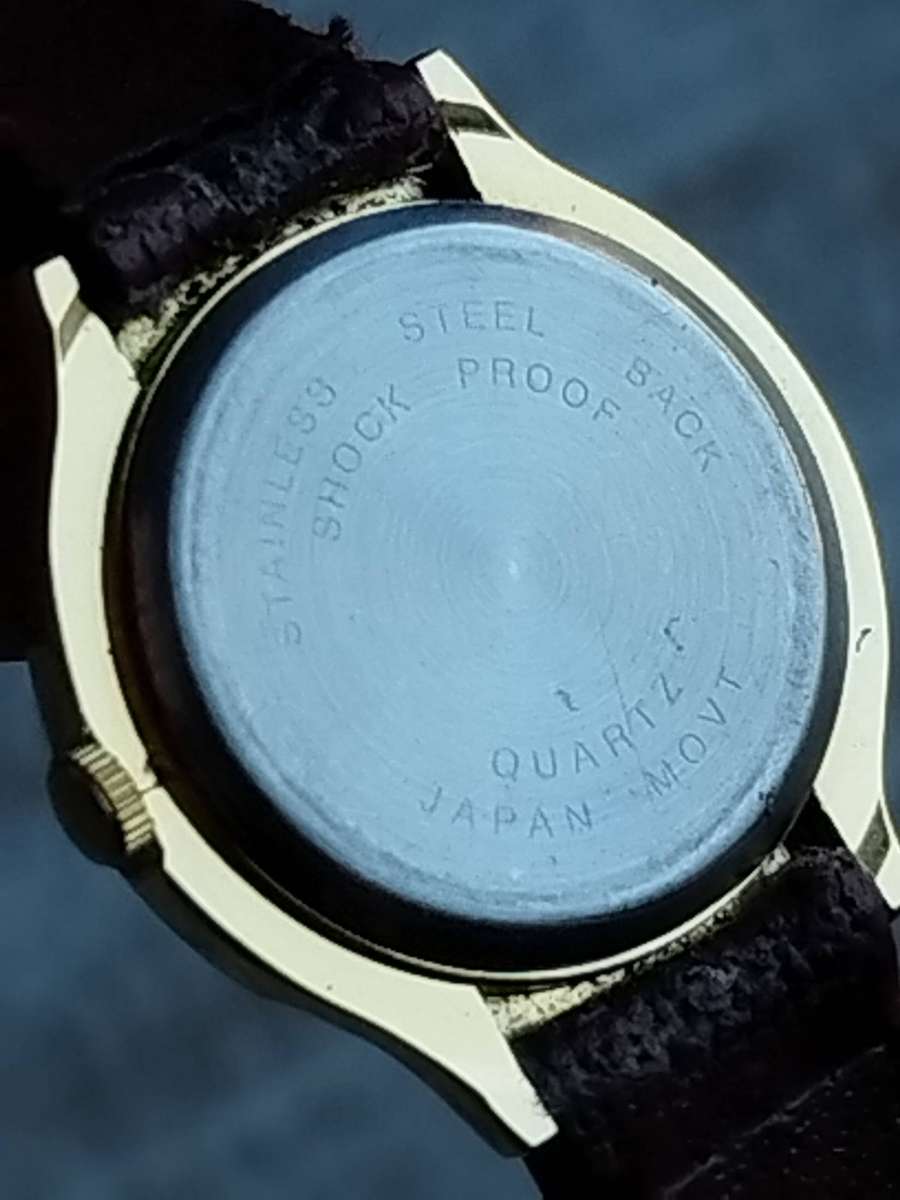 STAINLESS STEEL BACK
SHOCK PROOF
QUARTZ
JAPAN MOVT